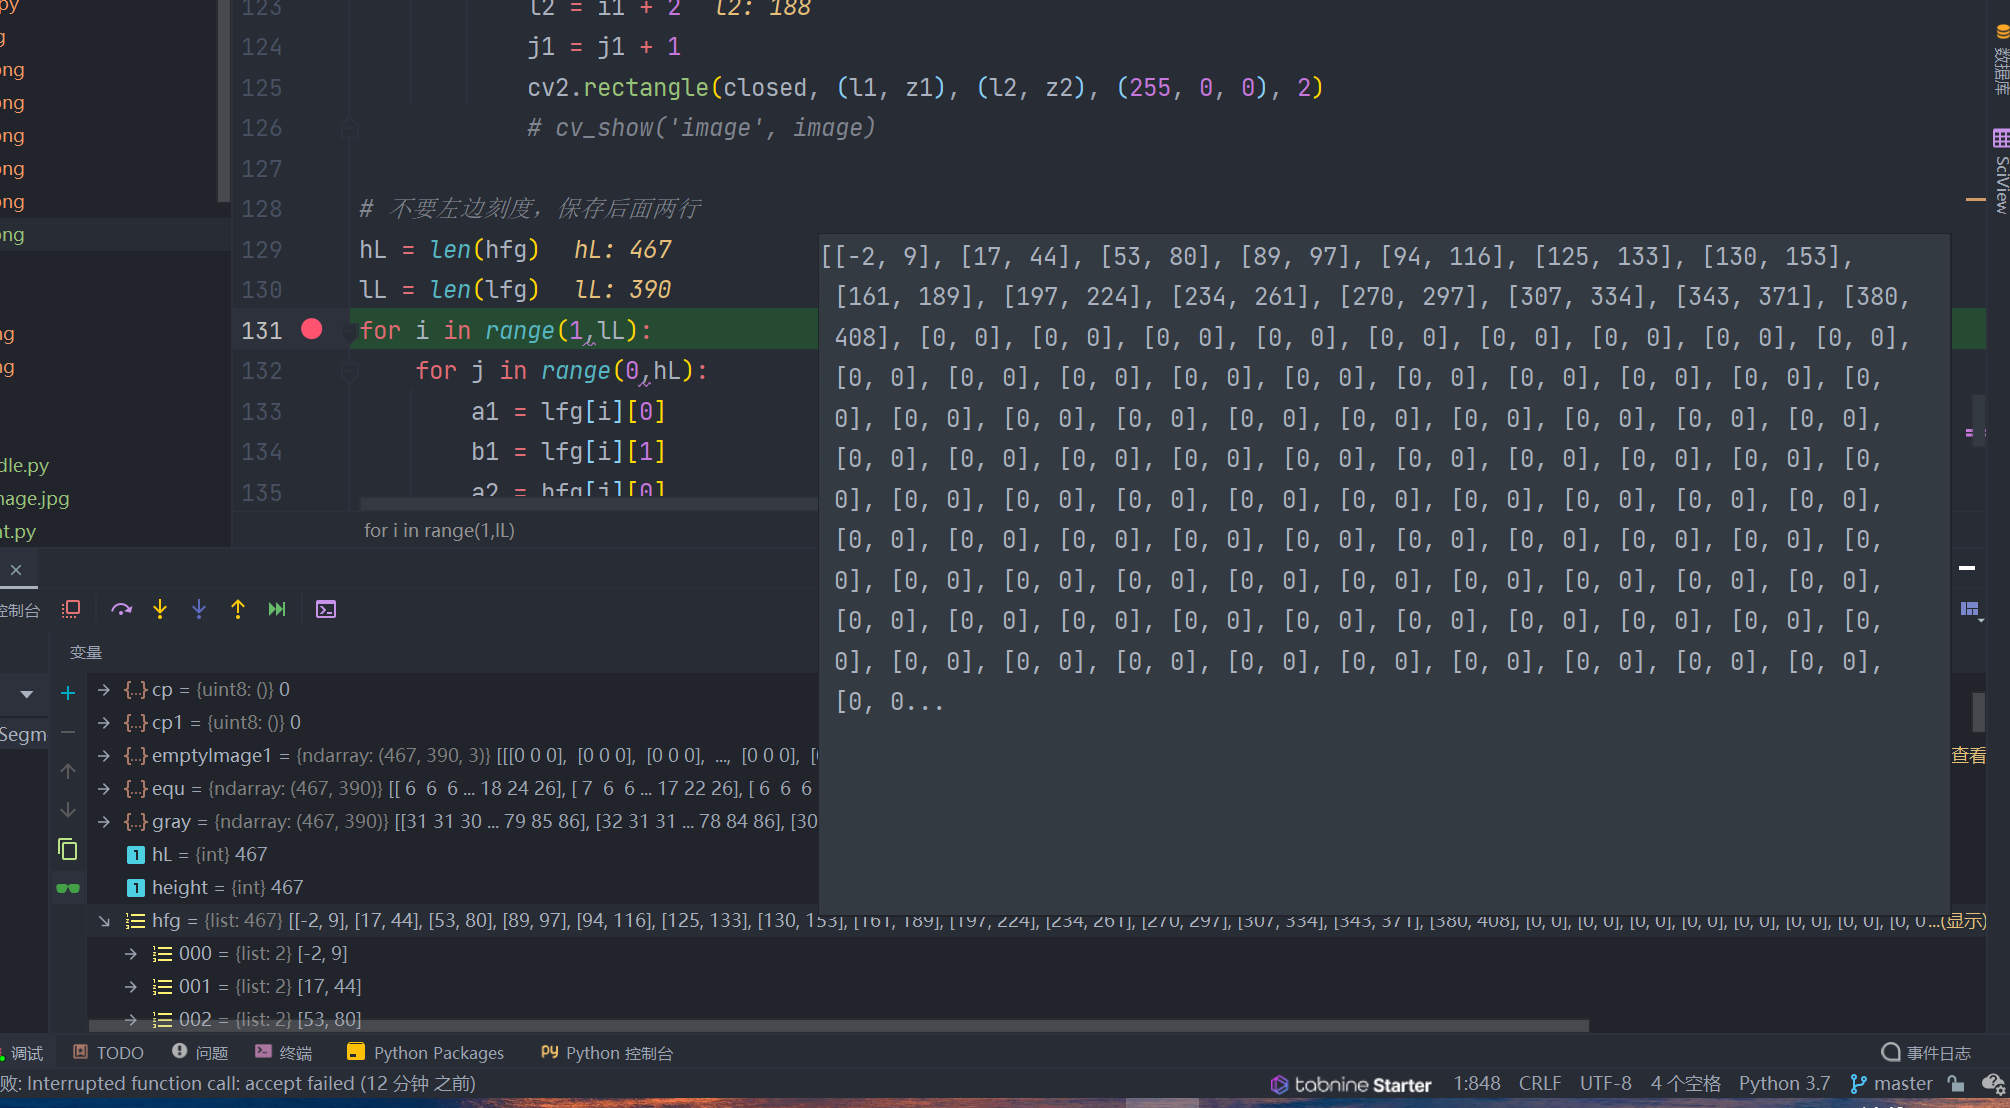 py
g
ong
ong
ong
ong
ong
ong
ng
ng
dle.py
nage.jpg
nt.py
123 l2 = i1 + 2 l2: 188
124 j1 = j1 + 1
125 cv2.rectangle(closed, (l1, z1), (l2, z2), (255, 0, 0), 2)
126 # cv_show('image', image)
127
128 # 不要左边刻度，保存后面两行
129 hL = len(hfg) hL: 467
130 lL = len(lfg) lL: 390
131 for i in range(1,lL):
132 for j in range(0,hL):
133 a1 = lfg[i][0]
134 b1 = lfg[i][1]
135 a2 = hfg[j][0]
for i in range(1,lL)
[[-2, 9], [17, 44], [53, 80], [89, 97], [94, 116], [125, 133], [130, 153],
[161, 189], [197, 224], [234, 261], [270, 297], [307, 334], [343, 371], [380,
408], [0, 0], [0, 0], [0, 0], [0, 0], [0, 0], [0, 0], [0, 0], [0, 0], [0, 0],
[0, 0], [0, 0], [0, 0], [0, 0], [0, 0], [0, 0], [0, 0], [0, 0], [0, 0], [0,
0], [0, 0], [0, 0], [0, 0], [0, 0], [0, 0], [0, 0], [0, 0], [0, 0], [0, 0],
[0, 0], [0, 0], [0, 0], [0, 0], [0, 0], [0, 0], [0, 0], [0, 0], [0, 0], [0,
0], [0, 0], [0, 0], [0, 0], [0, 0], [0, 0], [0, 0], [0, 0], [0, 0], [0, 0],
[0, 0], [0, 0], [0, 0], [0, 0], [0, 0], [0, 0], [0, 0], [0, 0], [0, 0], [0,
0], [0, 0], [0, 0], [0, 0], [0, 0], [0, 0], [0, 0], [0, 0], [0, 0], [0, 0],
[0, 0], [0, 0], [0, 0], [0, 0], [0, 0], [0, 0], [0, 0], [0, 0], [0, 0], [0,
0], [0, 0], [0, 0], [0, 0], [0, 0], [0, 0], [0, 0], [0, 0], [0, 0], [0, 0],
[0, 0...
数据库
SciView
控制台
变量
Segm
查看
cp = {uint8: ()} 0
cp1 = {uint8: ()} 0
emptyImage1 = {ndarray: (467, 390, 3)} [[[0 0 0], [0 0 0], [0 0 0], ..., [0 0 0], [
equ = {ndarray: (467, 390)} [[ 6 6 6 ... 18 24 26], [ 7 6 6 ... 17 22 26], [ 6 6 6
gray = {ndarray: (467, 390)} [[31 31 30 ... 79 85 86], [32 31 31 ... 78 84 86], [30
hL = {int} 467
height = {int} 467
hfg = {list: 467} [[-2, 9], [17, 44], [53, 80], [89, 97], [94, 116], [125, 133], [130, 153], [161, 189], [197, 224], [234, 261], [270, 297], [307, 334], [343, 371], [380, 408], [0, 0], [0, 0], [0, 0], [0, 0], [0, 0], [0, 0], [0, 0], [0, 0...(显示)
000 = {list: 2} [-2, 9]
001 = {list: 2} [17, 44]
002 = {list: 2} [53, 80]
调试 TODO 问题 终端 Python Packages Python 控制台 事件日志
败: Interrupted function call: accept failed (12 分钟 之前) tabnine Starter 1:848 CRLF UTF-8 4 个空格 Python 3.7 master